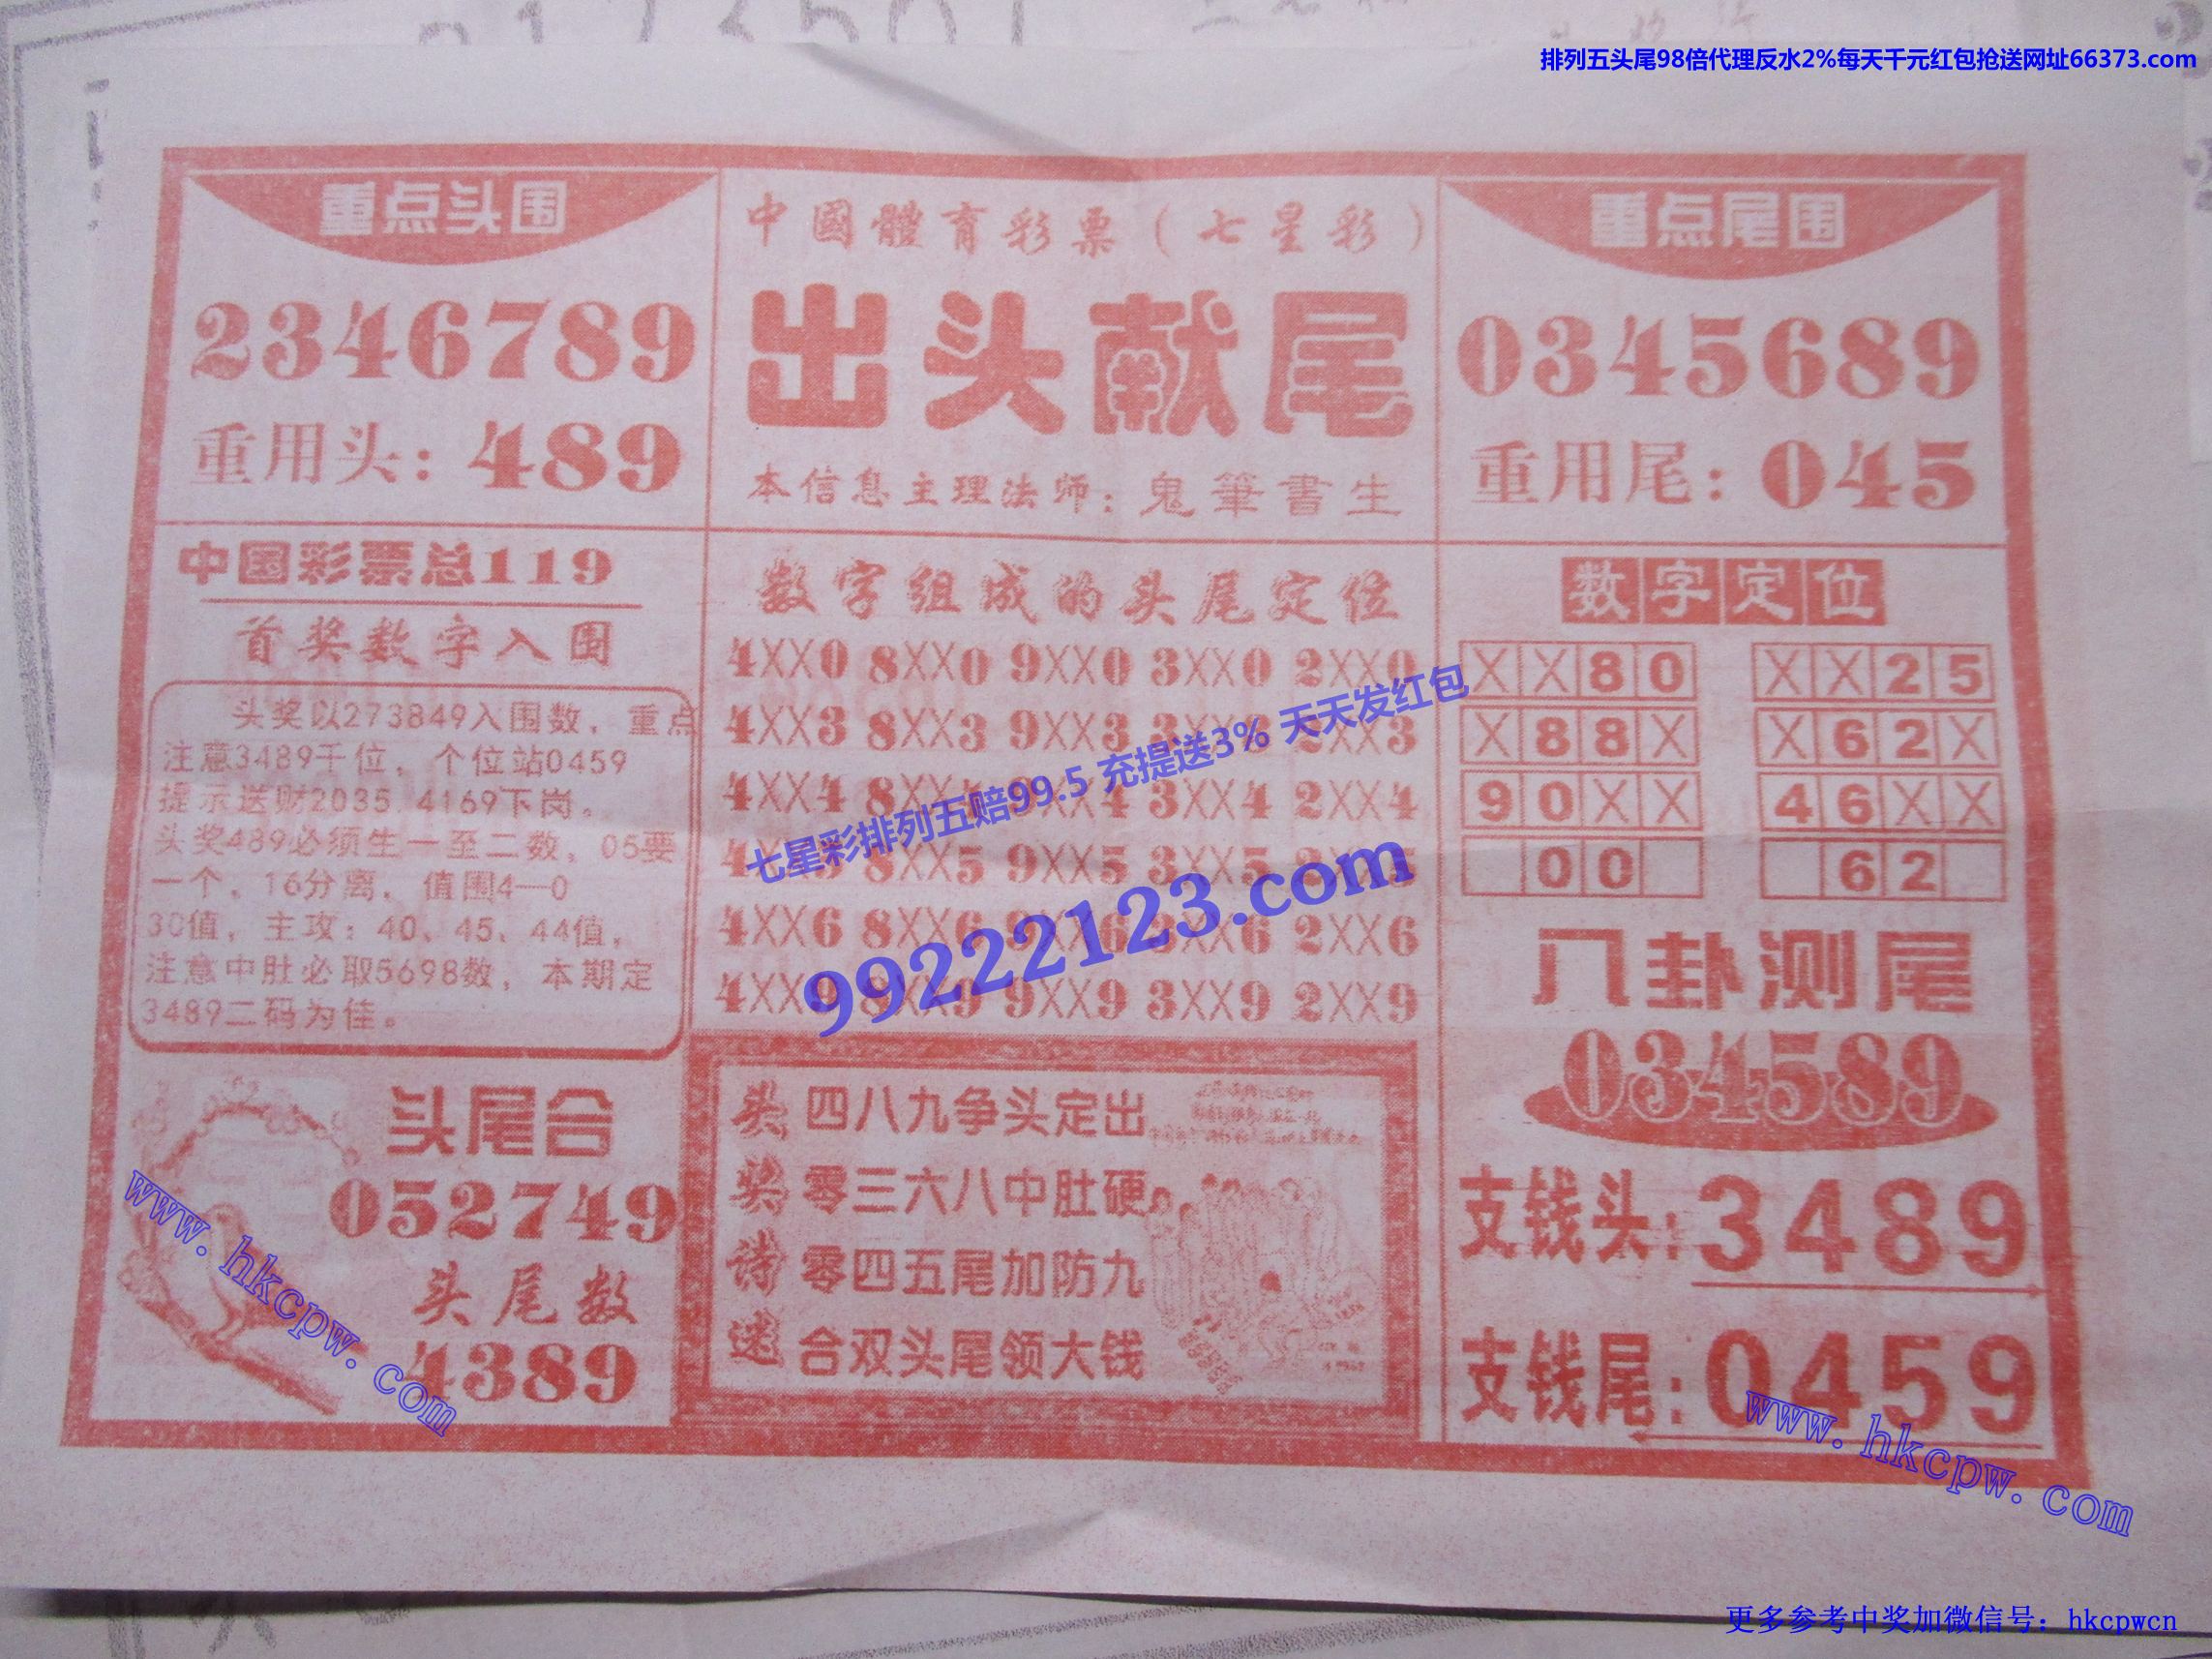 排列五头尾98倍代理反水2%每天千元红包抢送网址66373.com
重点头围
2346789
重用头：489
中國體育彩票（七星彩）
出头献尾
本信息主理法师：鬼筆書生
重点尾围
0345689
重用尾：045
中国彩票总119
首奖数字入围
头奖以273849入围数，重点
注意3489千位，个位站0459
提示送财2035.4169下岗。
头奖489必须生一至二数，05要
一个，16分离，值围4—0
30值，主攻：40、45、44值，
注意中肚必取5698数，本期定
3489二码为佳。
数字组成的头尾定位
4XX0 8XX0 9XX0 3XX0 2XX0
4XX3 8XX3 9XX3 3XX3 2XX3
4XX4 8XX4 9XX4 3XX4 2XX4
4XX5 8XX5 9XX5 3XX5 2XX5
4XX6 8XX6 9XX6 3XX6 2XX6
4XX9 8XX9 9XX9 3XX9 2XX9
七星彩排列五赔99.5 充提送3% 天天发红包
99222123.com
数字定位
XX80 XX25
X88X X62X
90XX 46XX
00 62
八卦测尾
034589
支钱头：3489
支钱尾：0459
头尾合
052749
头尾数
4389
头奖诗迷
四八九争头定出
零三六八中肚硬
零四五尾加防九
合双头尾领大钱
www.hkcpw.com
www.hkcpw.com
更多参考中奖加微信号：hkcpwcn